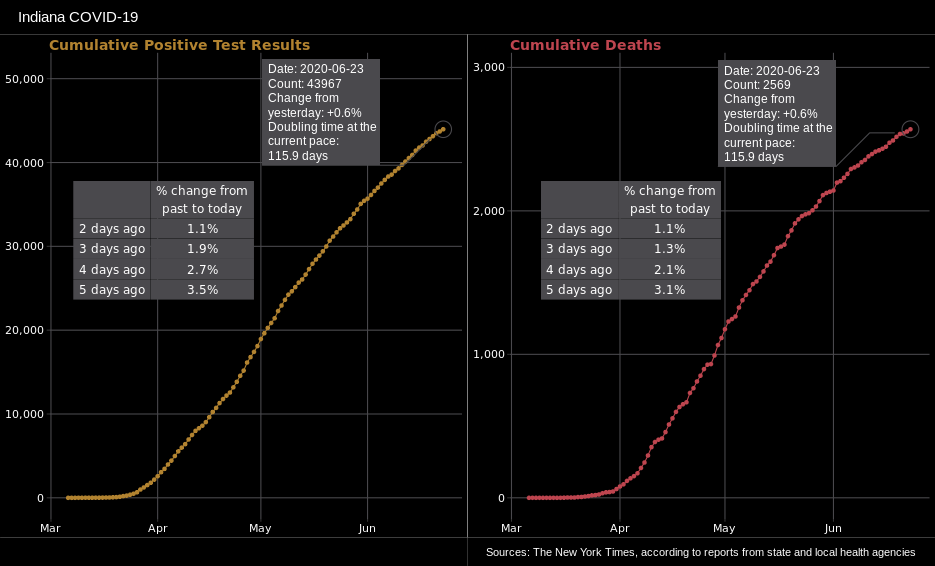 Indiana COVID-19
Cumulative Positive Test Results
50,000
40,000
30,000
20,000
10,000
0
Mar
Apr
May
Jun
Date: 2020-06-23
Count: 43967
Change from
yesterday: +0.6%
Doubling time at the
current pace:
115.9 days
% change from
past to today
2 days ago 1.1%
3 days ago 1.9%
4 days ago 2.7%
5 days ago 3.5%
Cumulative Deaths
3,000
2,000
1,000
0
Mar
Apr
May
Jun
Date: 2020-06-23
Count: 2569
Change from
yesterday: +0.6%
Doubling time at the
current pace:
115.9 days
% change from
past to today
2 days ago 1.1%
3 days ago 1.3%
4 days ago 2.1%
5 days ago 3.1%
Sources: The New York Times, according to reports from state and local health agencies